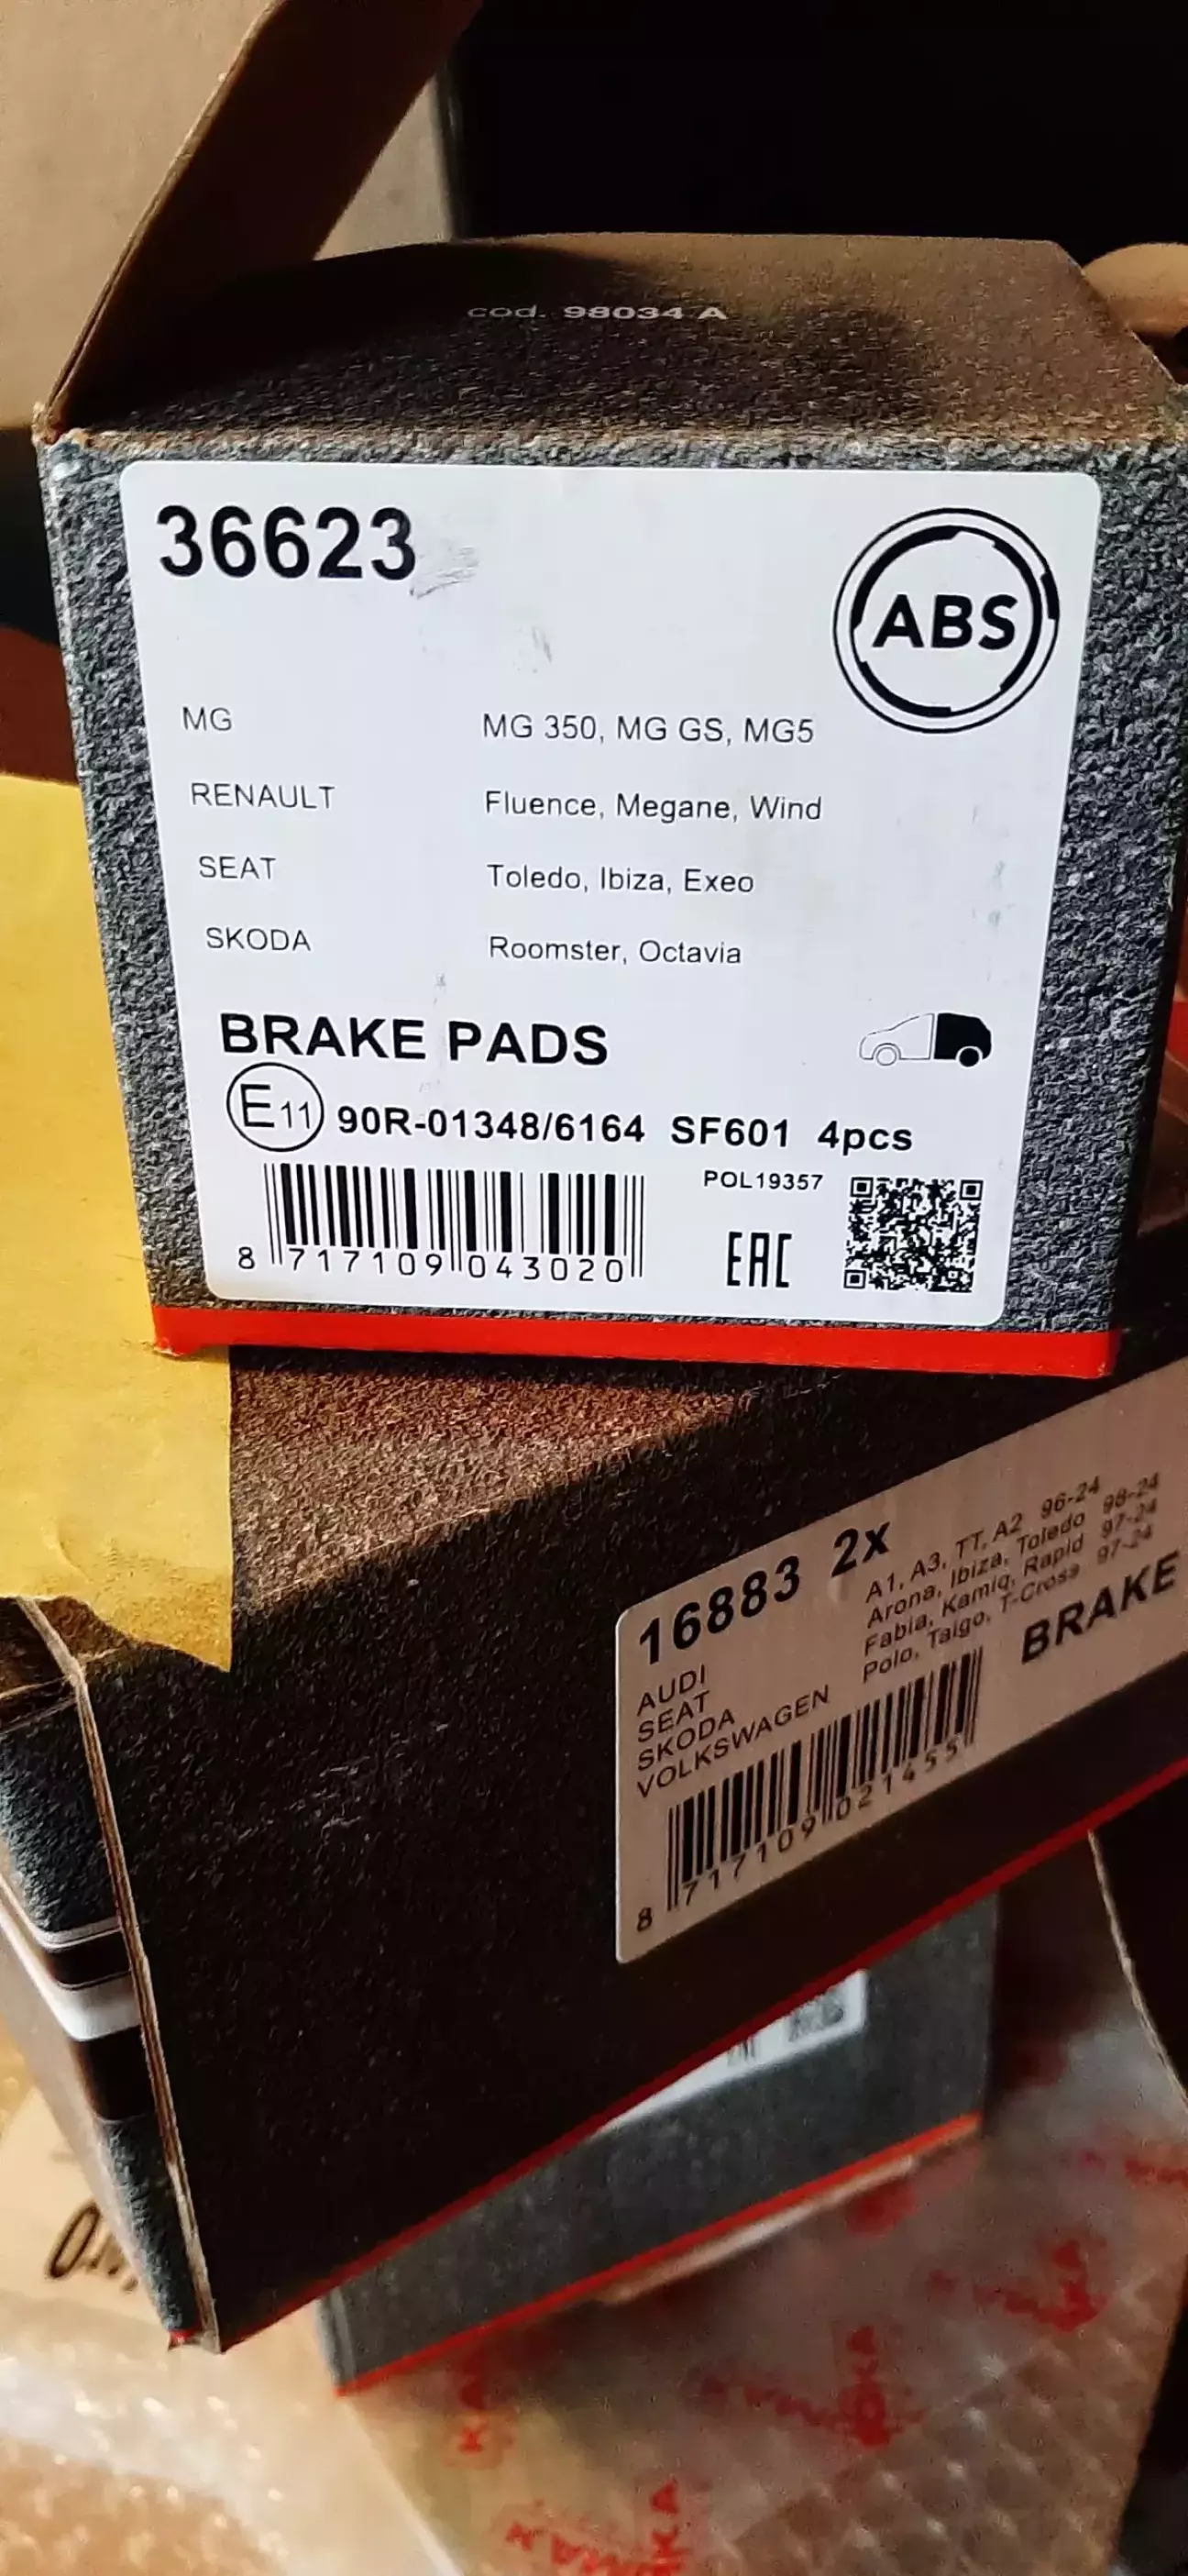 cod. 98034 A
36623
ABS
MG MG 350, MG GS, MG5
RENAULT Fluence, Megane, Wind
SEAT Toledo, Ibiza, Exeo
SKODA Roomster, Octavia
BRAKE PADS
E11 90R-01348/6164 SF601 4pcs
POL19357
8 717109 043020
EAC
16883 2x
AUDI A1, A3, TT, A2 96-24
SEAT Arona, Ibiza, Toledo 98-24
SKODA Fabia, Kamiq, Rapid 97-24
VOLKSWAGEN Polo, Taigo, T-Cross 97-24
BRAKE
8 717109 021455